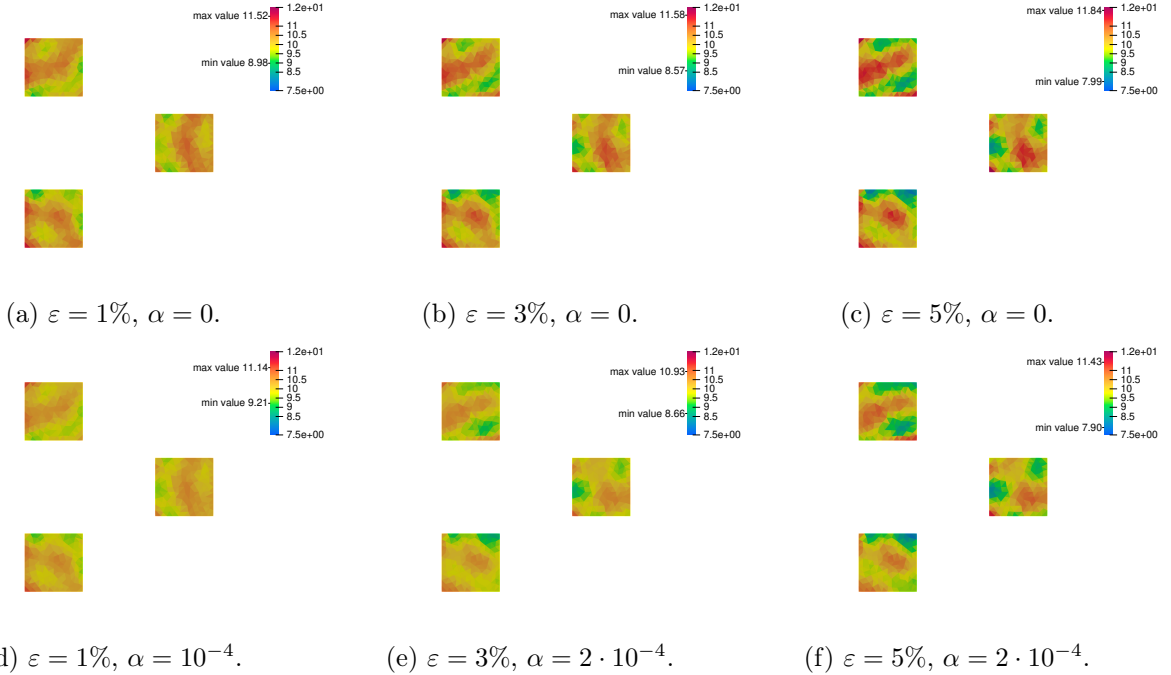 max value 11.52
min value 8.98
1.2e+01
11
10.5
10
9.5
9
8.5
7.5e+00
max value 11.58
min value 8.57
1.2e+01
11
10.5
10
9.5
9
8.5
7.5e+00
max value 11.84
min value 7.99
1.2e+01
11
10.5
10
9.5
9
8.5
7.5e+00
(a) ε = 1%, α = 0.
(b) ε = 3%, α = 0.
(c) ε = 5%, α = 0.
max value 11.14
min value 9.21
1.2e+01
11
10.5
10
9.5
9
8.5
7.5e+00
max value 10.93
min value 8.66
1.2e+01
11
10.5
10
9.5
9
8.5
7.5e+00
max value 11.43
min value 7.90
1.2e+01
11
10.5
10
9.5
9
8.5
7.5e+00
d) ε = 1%, α = 10⁻⁴.
(e) ε = 3%, α = 2 · 10⁻⁴.
(f) ε = 5%, α = 2 · 10⁻⁴.